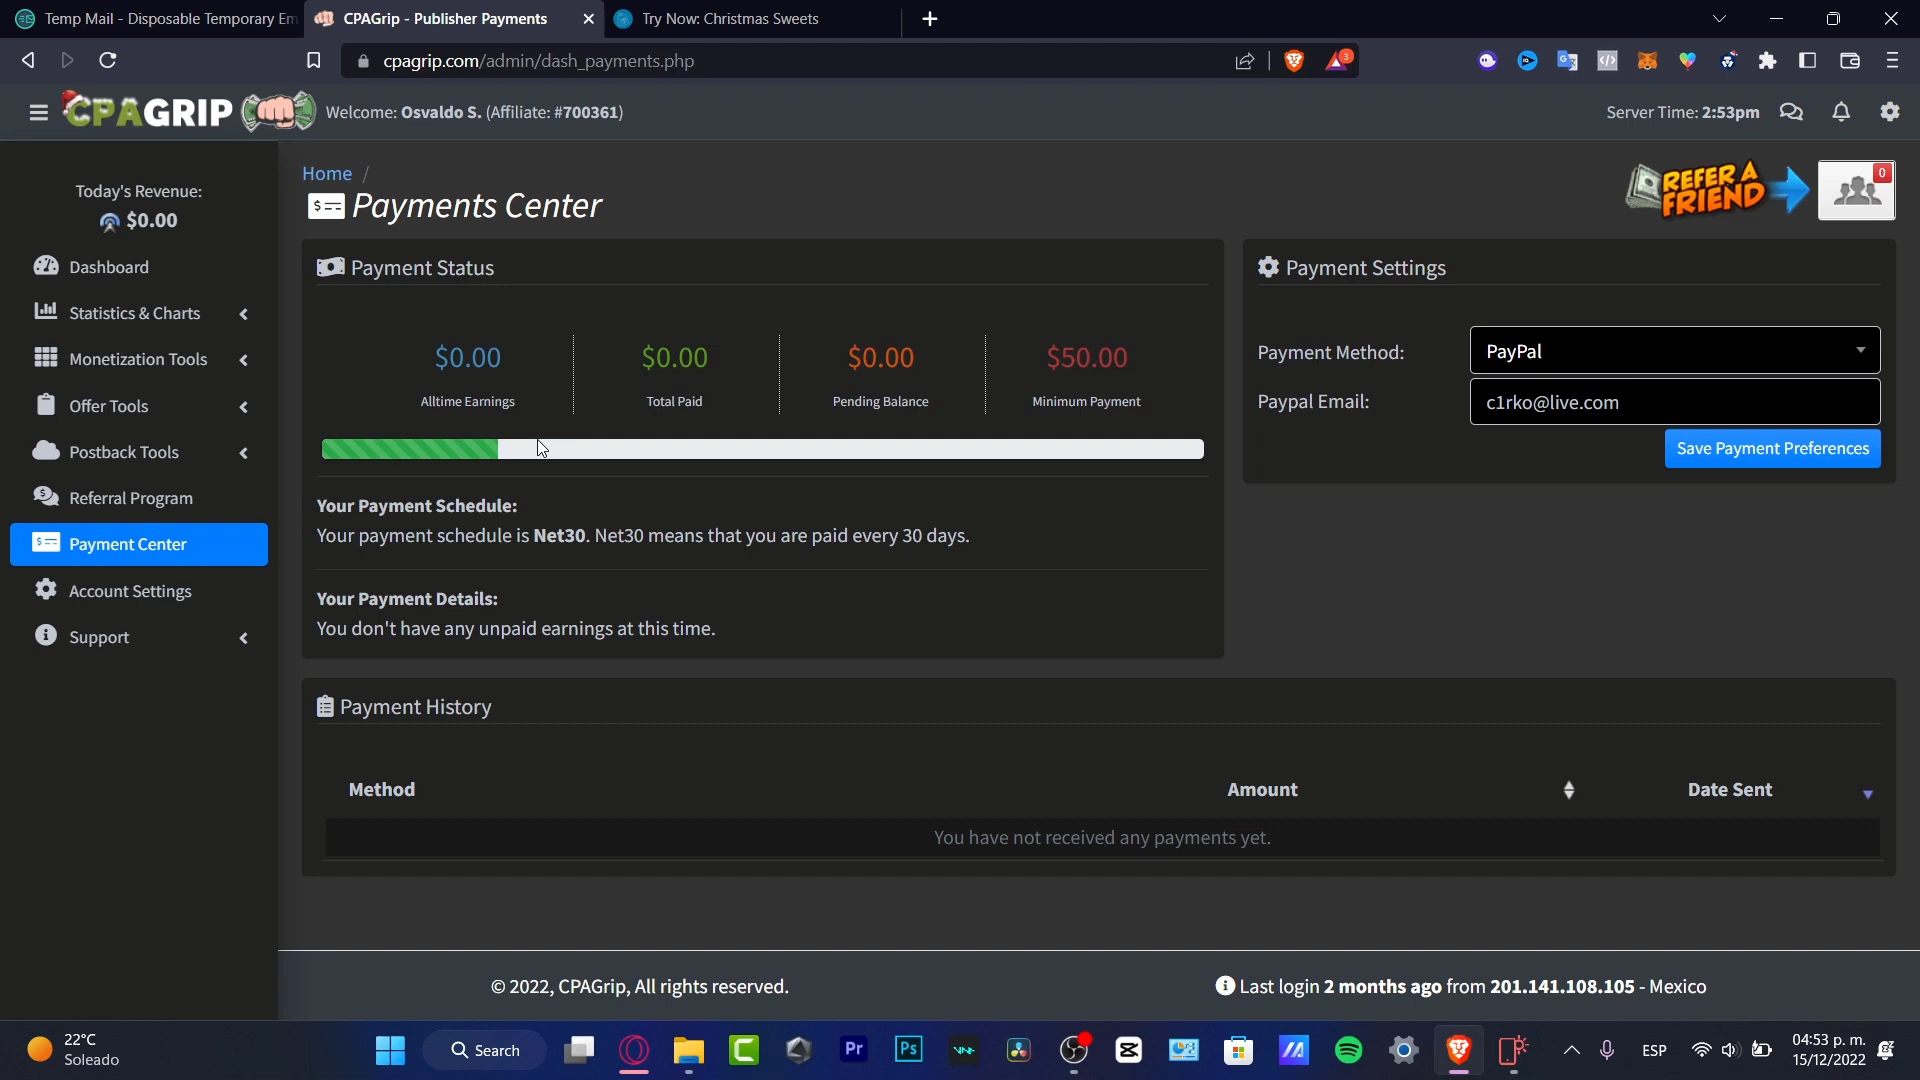 Temp Mail - Disposable Temporary Em
CPAGrip - Publisher Payments
Try Now: Christmas Sweets
cpagrip.com/admin/dash_payments.php
3
CPAGRIP
Welcome: Osvaldo S. (Affiliate: #700361)
Server Time: 2:53pm
Today's Revenue:
$0.00
Dashboard
Statistics & Charts
Monetization Tools
Offer Tools
Postback Tools
Referral Program
Payment Center
Account Settings
Support
Home /
Payments Center
REFER A FRIEND
0
Payment Status
$0.00
Alltime Earnings
$0.00
Total Paid
$0.00
Pending Balance
$50.00
Minimum Payment
Your Payment Schedule:
Your payment schedule is Net30. Net30 means that you are paid every 30 days.
Your Payment Details:
You don't have any unpaid earnings at this time.
Payment Settings
Payment Method:
PayPal
Paypal Email:
c1rko@live.com
Save Payment Preferences
Payment History
Method
Amount
Date Sent
You have not received any payments yet.
© 2022, CPAGrip, All rights reserved.
Last login 2 months ago from 201.141.108.105 - Mexico
22°C
Soleado
Search
Pr
Ps
ESP
04:53 p. m.
15/12/2022